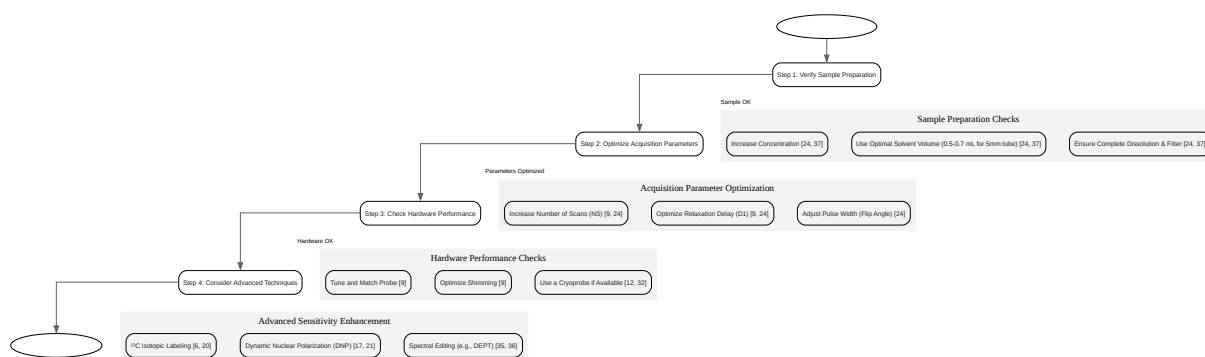 Step 1: Verify Sample Preparation
Sample OK
Sample Preparation Checks
Increase Concentration [24, 37]
Use Optimal Solvent Volume (0.5-0.7 mL for 5mm tube) [24, 37]
Ensure Complete Dissolution & Filter [24, 37]
Step 2: Optimize Acquisition Parameters
Parameters Optimized
Acquisition Parameter Optimization
Increase Number of Scans (NS) [9, 24]
Optimize Relaxation Delay (D1) [9, 24]
Adjust Pulse Width (Flip Angle) [24]
Step 3: Check Hardware Performance
Hardware OK
Hardware Performance Checks
Tune and Match Probe [9]
Optimize Shimming [9]
Use a Cryoprobe if Available [12, 32]
Step 4: Consider Advanced Techniques
Advanced Sensitivity Enhancement
¹³C Isotopic Labeling [6, 20]
Dynamic Nuclear Polarization (DNP) [17, 21]
Spectral Editing (e.g., DEPT) [35, 36]